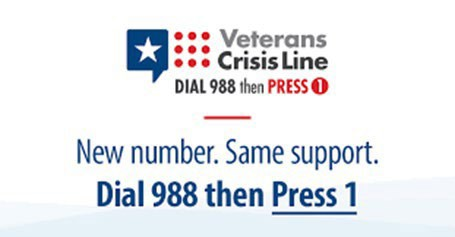 Veterans
Crisis Line
DIAL 988 then PRESS 1
New number. Same support.
Dial 988 then Press 1